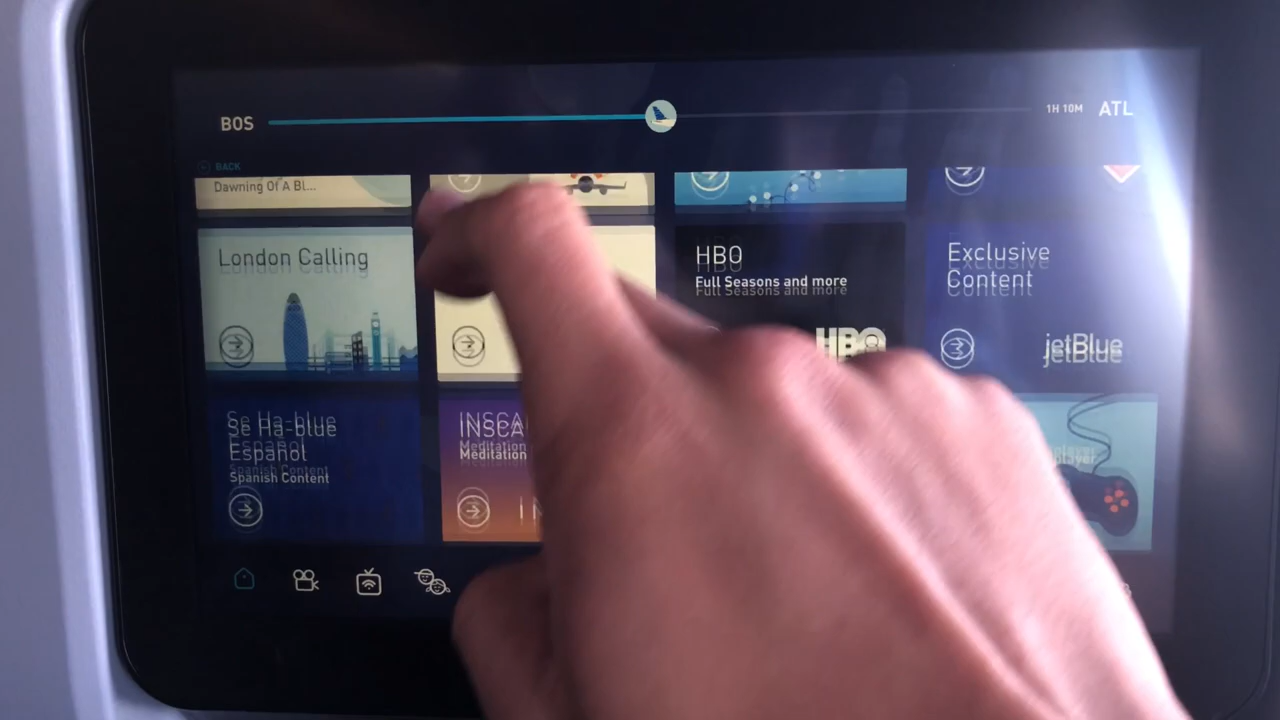 BOS
1H 10M ATL
BACK
Dawning Of A Bl...
London Calling
HBO
Full Seasons and more
HBO
Exclusive
Content
jetBlue
Se Ha-blue
Español
Spanish Content
Meditation